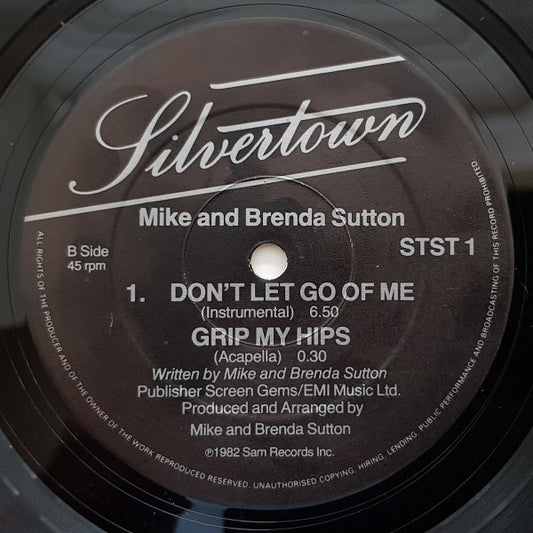 Silvertown
Mike and Brenda Sutton
B Side
45 rpm
STST 1
1. DON'T LET GO OF ME
(Instrumental) 6.50
GRIP MY HIPS
(Acapella) 0.30
Written by Mike and Brenda Sutton
Publisher Screen Gems/EMI Music Ltd.
Produced and Arranged by
Mike and Brenda Sutton
℗1982 Sam Records Inc.
ALL RIGHTS OF THE PRODUCER AND OF THE OWNER OF THE WORK REPRODUCED RESERVED. UNAUTHORISED COPYING, HIRING, LENDING, PUBLIC PERFORMANCE AND BROADCASTING OF THIS RECORD PROHIBITED